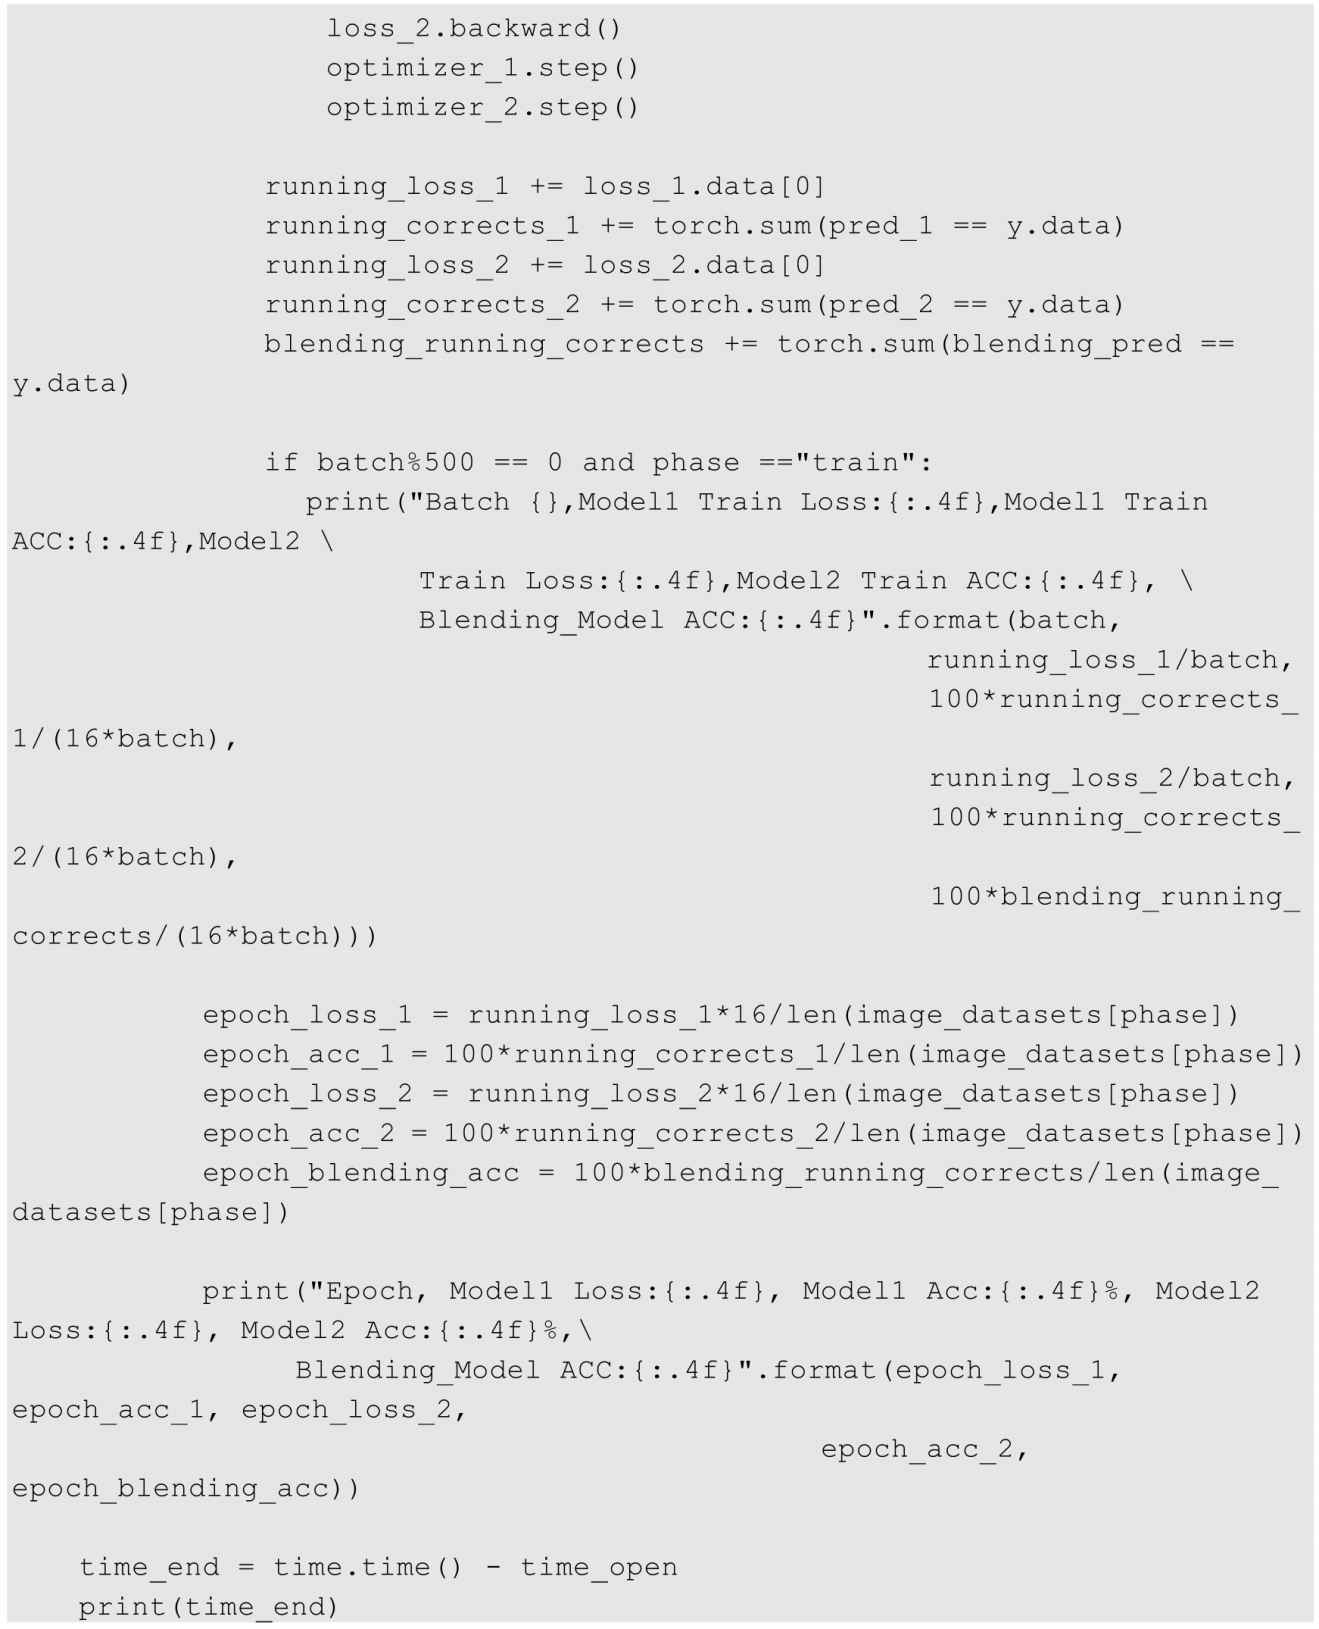 loss_2.backward()
optimizer_1.step()
optimizer_2.step()
running_loss_1 += loss_1.data[0]
running_corrects_1 += torch.sum(pred_1 == y.data)
running_loss_2 += loss_2.data[0]
running_corrects_2 += torch.sum(pred_2 == y.data)
blending_running_corrects += torch.sum(blending_pred ==
y.data)
if batch%500 == 0 and phase =="train":
print("Batch {},Model1 Train Loss:{:.4f},Model1 Train
ACC:{:.4f},Model2 \
Train Loss:{:.4f},Model2 Train ACC:{:.4f}, \
Blending_Model ACC:{:.4f}".format(batch,
running_loss_1/batch,
100*running_corrects_
1/(16*batch),
running_loss_2/batch,
100*running_corrects_
2/(16*batch),
100*blending_running_
corrects/(16*batch)))
epoch_loss_1 = running_loss_1*16/len(image_datasets[phase])
epoch_acc_1 = 100*running_corrects_1/len(image_datasets[phase])
epoch_loss_2 = running_loss_2*16/len(image_datasets[phase])
epoch_acc_2 = 100*running_corrects_2/len(image_datasets[phase])
epoch_blending_acc = 100*blending_running_corrects/len(image_
datasets[phase])
print("Epoch, Model1 Loss:{:.4f}, Model1 Acc:{:.4f}%, Model2
Loss:{:.4f}, Model2 Acc:{:.4f}%,\
Blending_Model ACC:{:.4f}".format(epoch_loss_1,
epoch_acc_1, epoch_loss_2,
epoch_acc_2,
epoch_blending_acc))
time_end = time.time() - time_open
print(time_end)